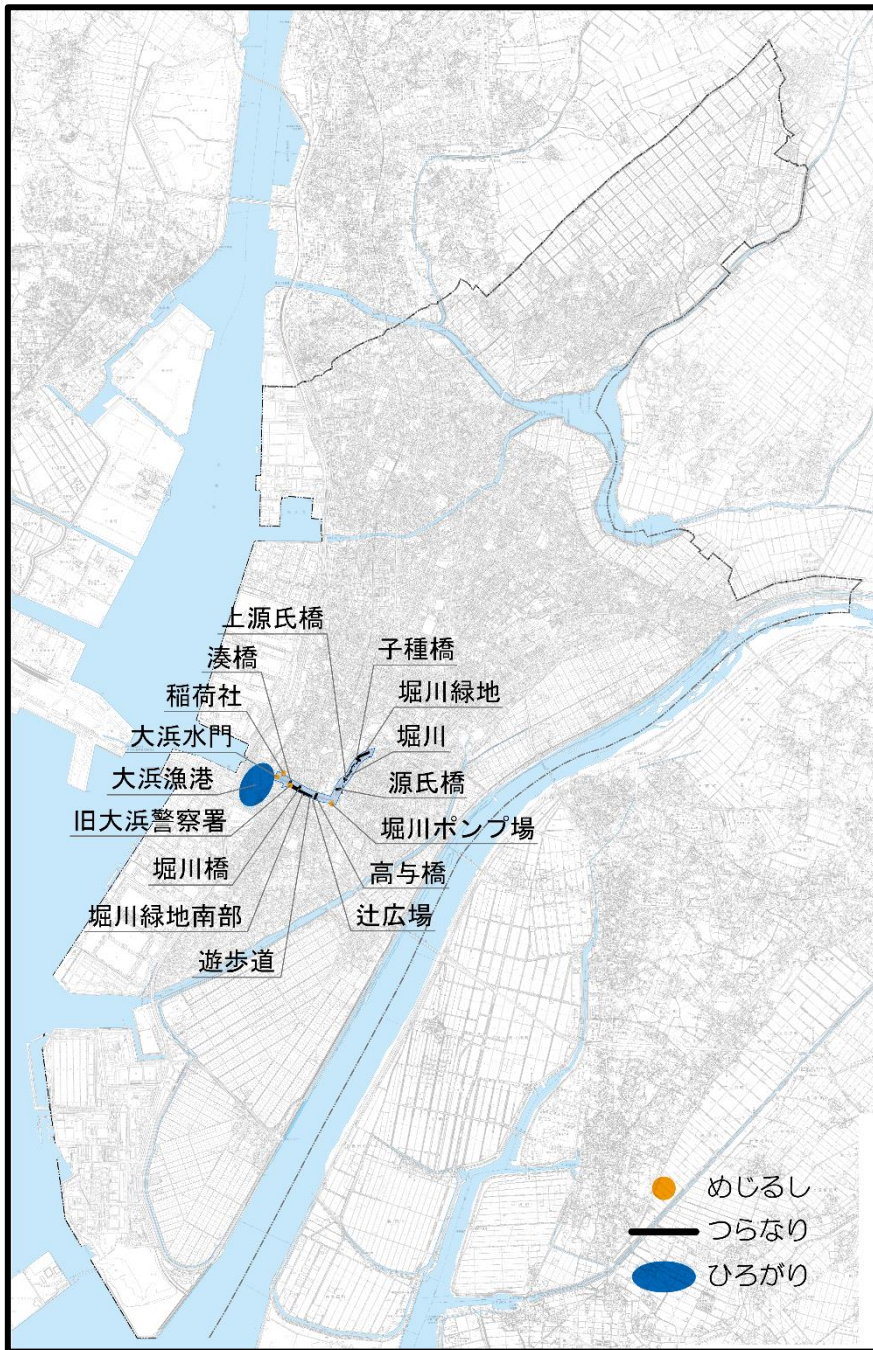 上源氏橋
湊橋
子種橋
稲荷社
堀川緑地
大浜水門
堀川
大浜漁港
源氏橋
旧大浜警察署
堀川ポンプ場
堀川橋
高与橋
堀川緑地南部
辻広場
遊歩道
めじるし
つらなり
ひろがり